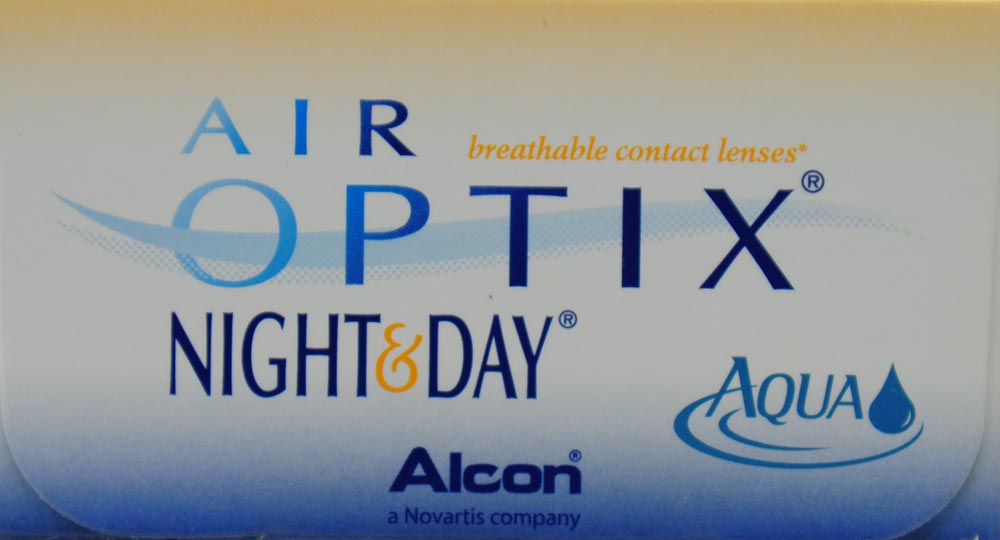 AIR
breathable contact lenses*
OPTIX®
NIGHT&DAY®
AQUA
Alcon®
a Novartis company